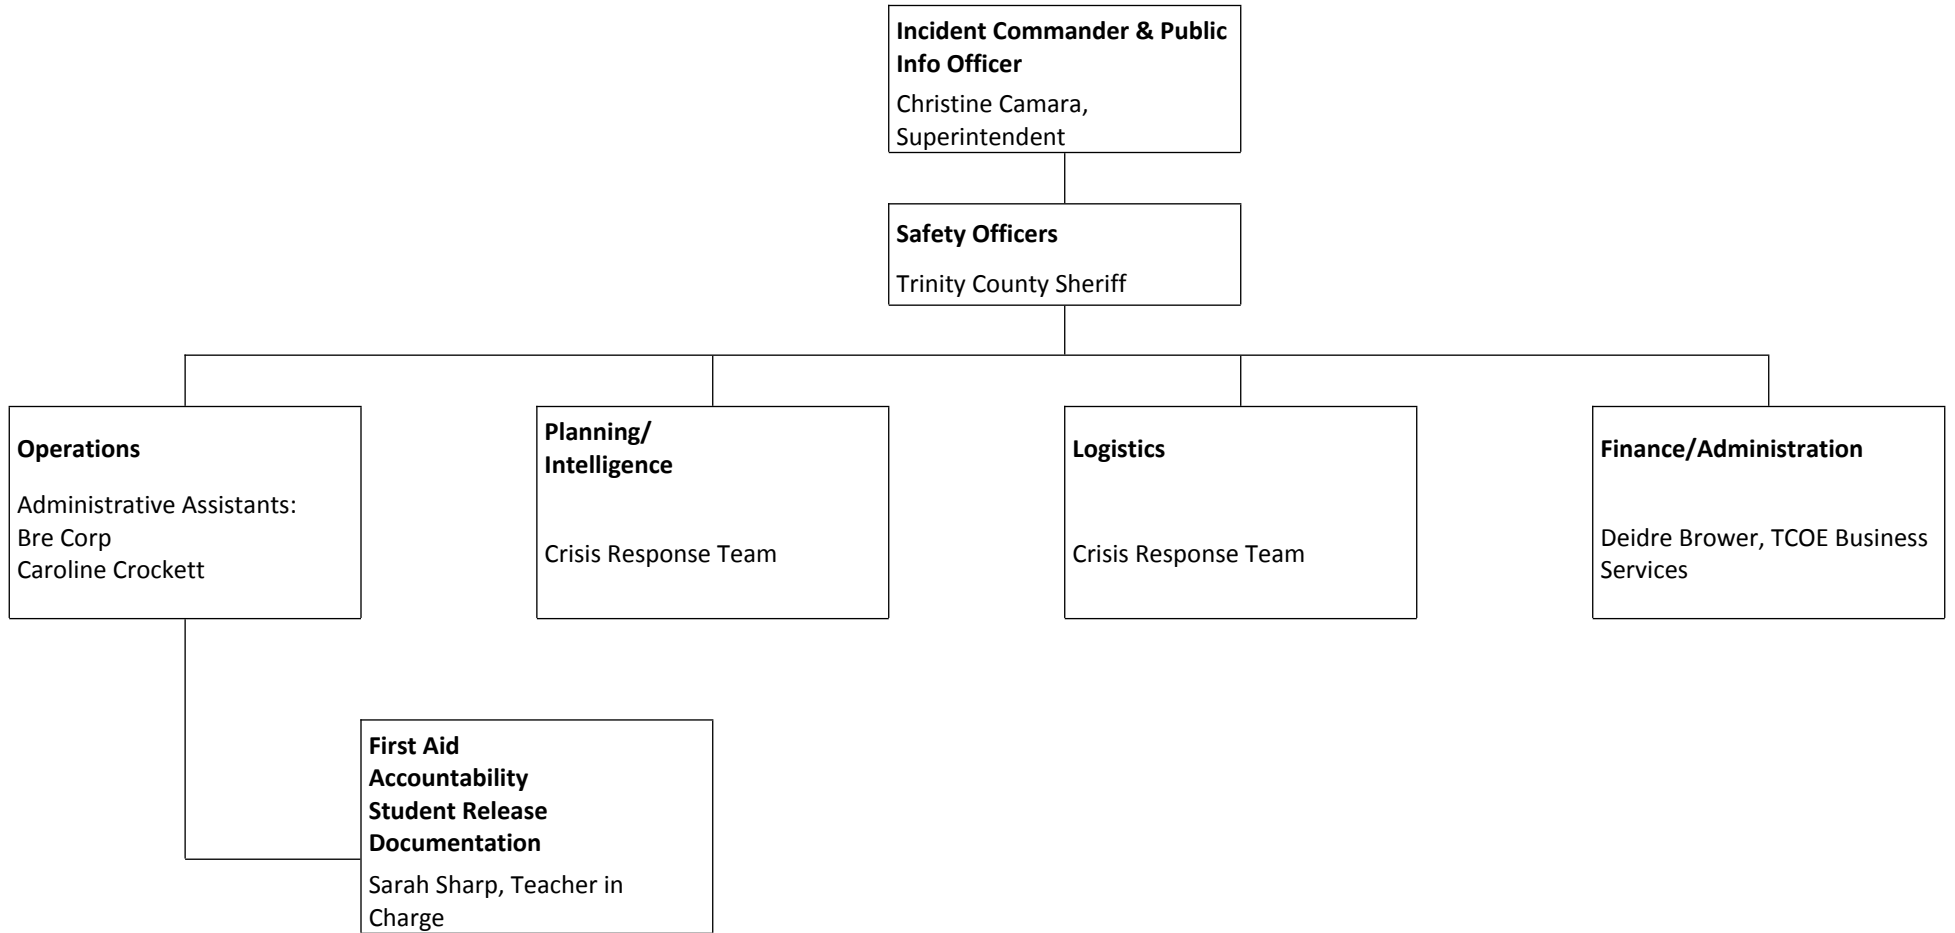 Incident Commander & Public
Info Officer
Christine Camara,
Superintendent
Safety Officers
Trinity County Sheriff
Operations
Administrative Assistants:
Bre Corp
Caroline Crockett
Planning/
Intelligence
Crisis Response Team
Logistics
Crisis Response Team
Finance/Administration
Deidre Brower, TCOE Business
Services
First Aid
Accountability
Student Release
Documentation
Sarah Sharp, Teacher in
Charge